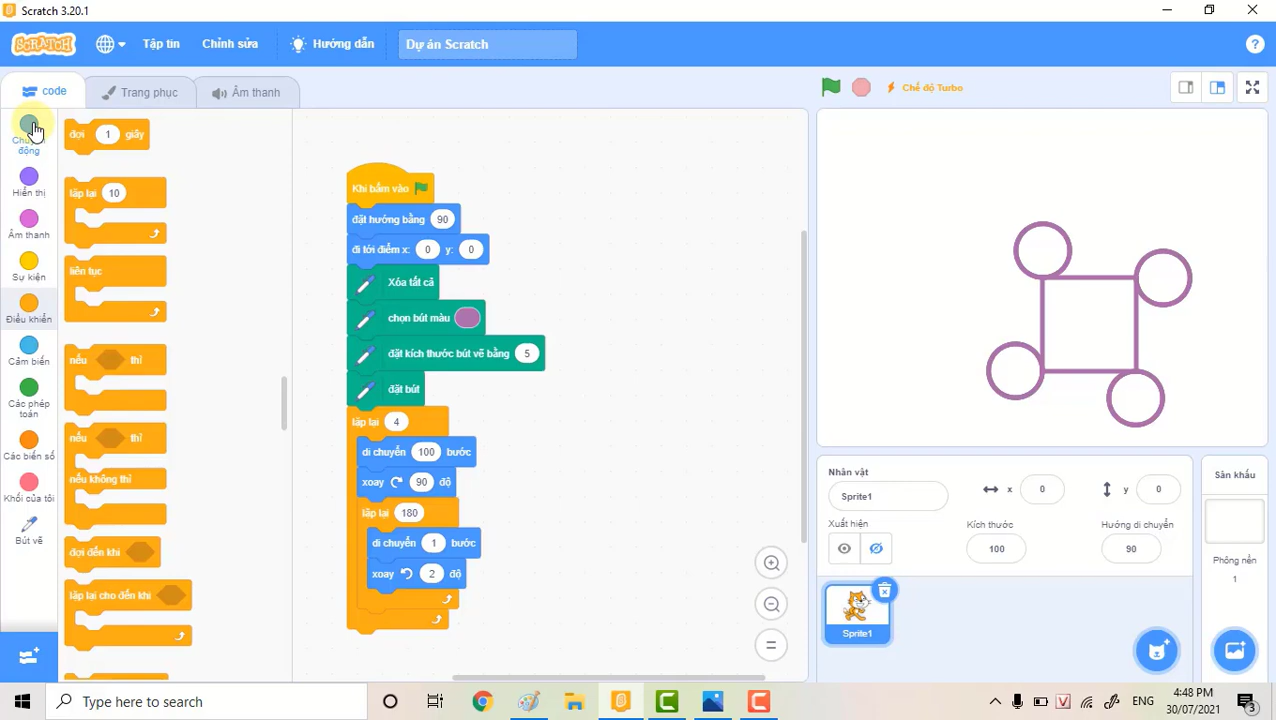 Scratch 3.20.1
SCRATCH
Tập tin
Chỉnh sửa
Hướng dẫn
Dự án Scratch
?
code
Trang phục
Âm thanh
Chế độ Turbo
Chuyển
động
Hiển thị
Âm thanh
Sự kiện
Điều khiển
Cảm biến
Các phép
toán
Các biến số
Khối của tôi
Bút vẽ
đợi 1 giây
lặp lại 10
liên tục
nếu thì
nếu thì
nếu không thì
đợi đến khi
lặp cho đến khi
Khi bấm vào
đặt hướng bằng 90
đi tới điểm x: 0 y: 0
Xóa tất cả
chọn bút màu
đặt kích thước bút vẽ bằng 5
đặt bút
lặp lại 4
di chuyển 100 bước
xoay 90 độ
lặp lại 180
di chuyển 1 bước
xoay 2 độ
Nhân vật
Sprite1
x 0
y 0
Xuất hiện
Kích thước
100
Hướng di chuyển
90
Sprite1
Sân khấu
Phông nền
1
Type here to search
ENG
4:48 PM
30/07/2021
3